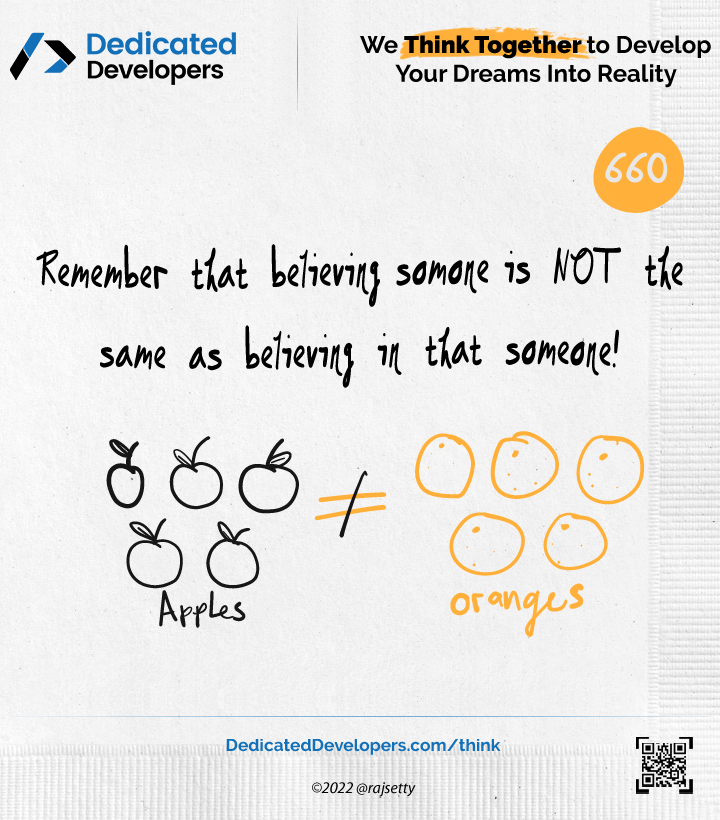 Dedicated
Developers
We Think Together to Develop
Your Dreams Into Reality
660
Remember that believing somone is NOT the
same as believing in that someone!
Apples
oranges
DedicatedDevelopers.com/think
©2022 @rajsetty